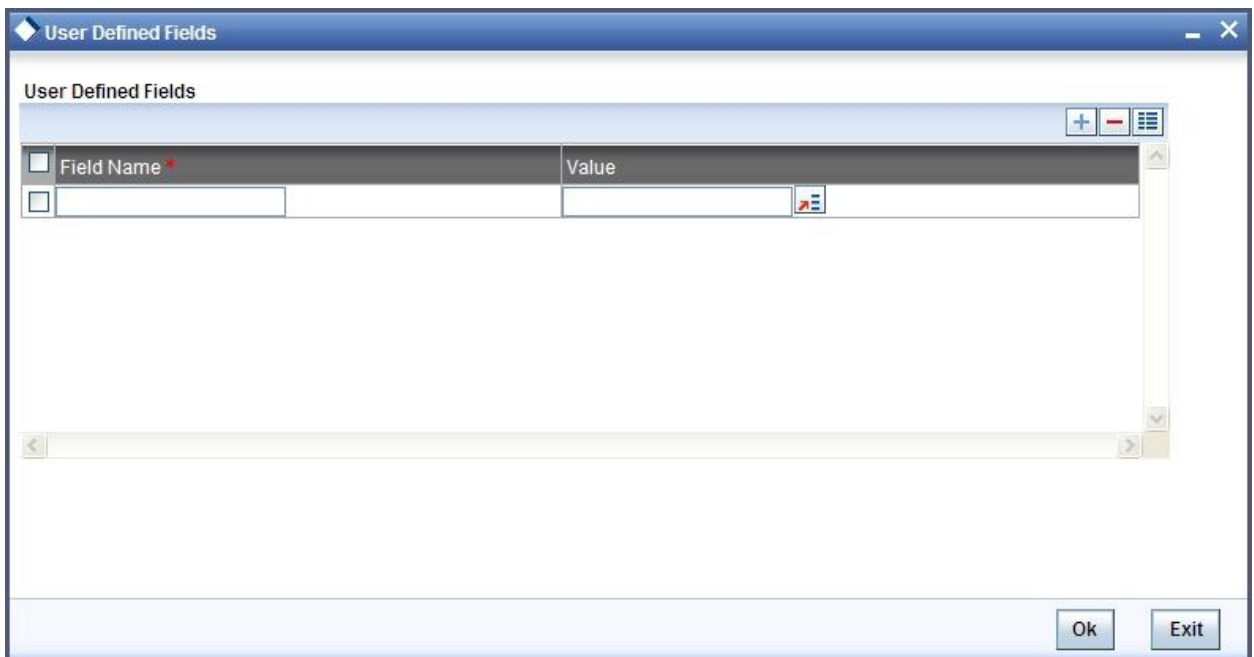 User Defined Fields
User Defined Fields
Field Name *
Value
Ok
Exit